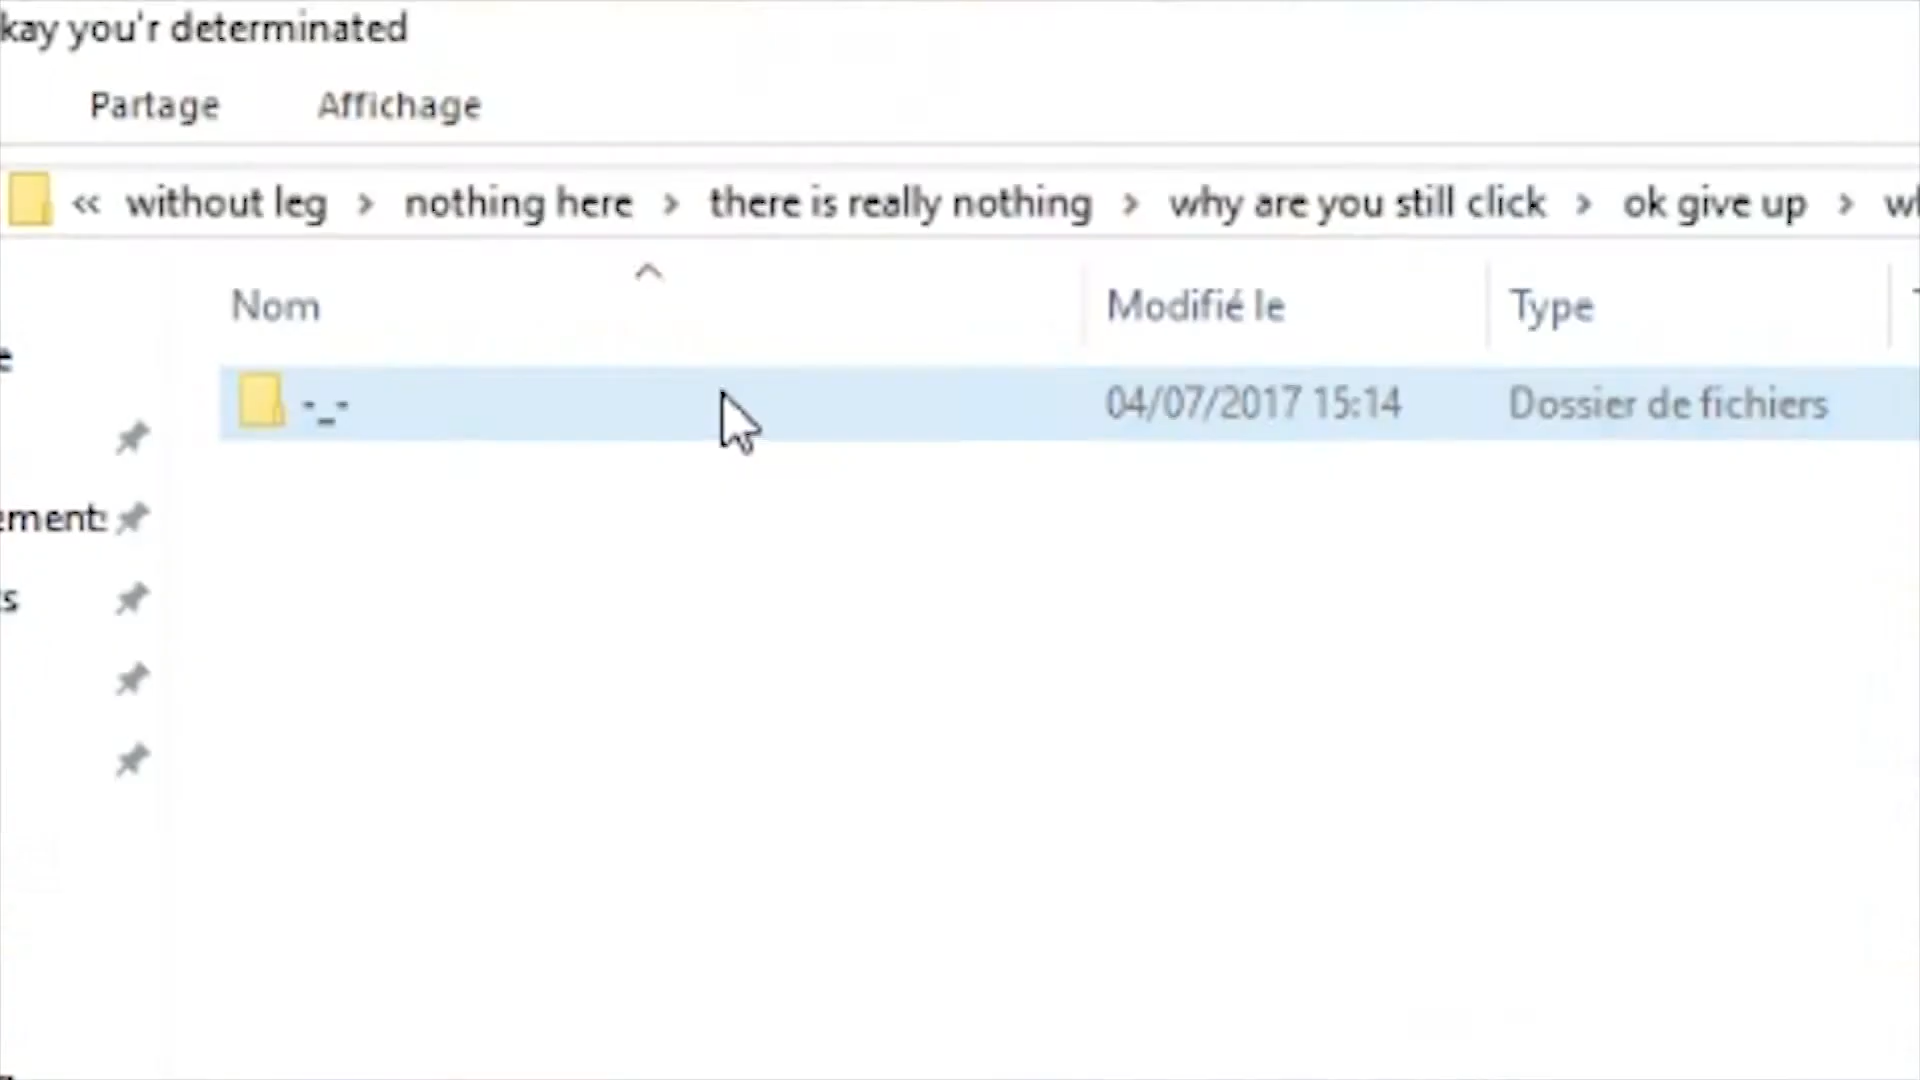 kay you'r determinated
Partage Affichage
« without leg > nothing here > there is really nothing > why are you still click > ok give up >
Nom Modifié le Type
-_- 04/07/2017 15:14 Dossier de fichiers